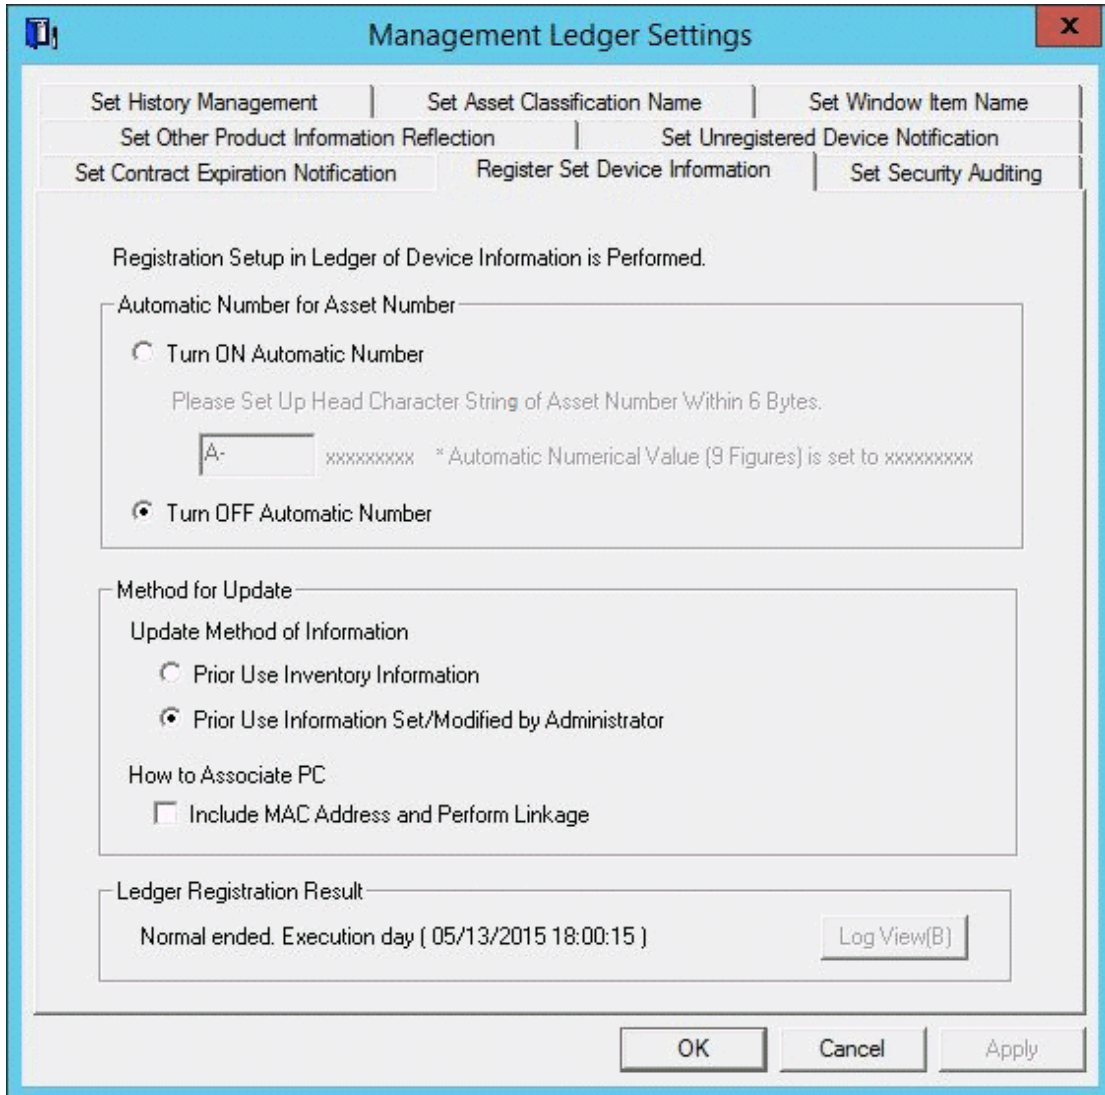 Management Ledger Settings
x
Set History Management
Set Asset Classification Name
Set Window Item Name
Set Other Product Information Reflection
Set Unregistered Device Notification
Set Contract Expiration Notification
Register Set Device Information
Set Security Auditing
Registration Setup in Ledger of Device Information is Performed.
Automatic Number for Asset Number
Turn ON Automatic Number
Please Set Up Head Character String of Asset Number Within 6 Bytes.
A- xxxxxxxxx * Automatic Numerical Value (9 Figures) is set to xxxxxxxxx
Turn OFF Automatic Number
Method for Update
Update Method of Information
Prior Use Inventory Information
Prior Use Information Set/Modified by Administrator
How to Associate PC
Include MAC Address and Perform Linkage
Ledger Registration Result
Normal ended. Execution day ( 05/13/2015 18:00:15 )
Log View(B)
OK
Cancel
Apply